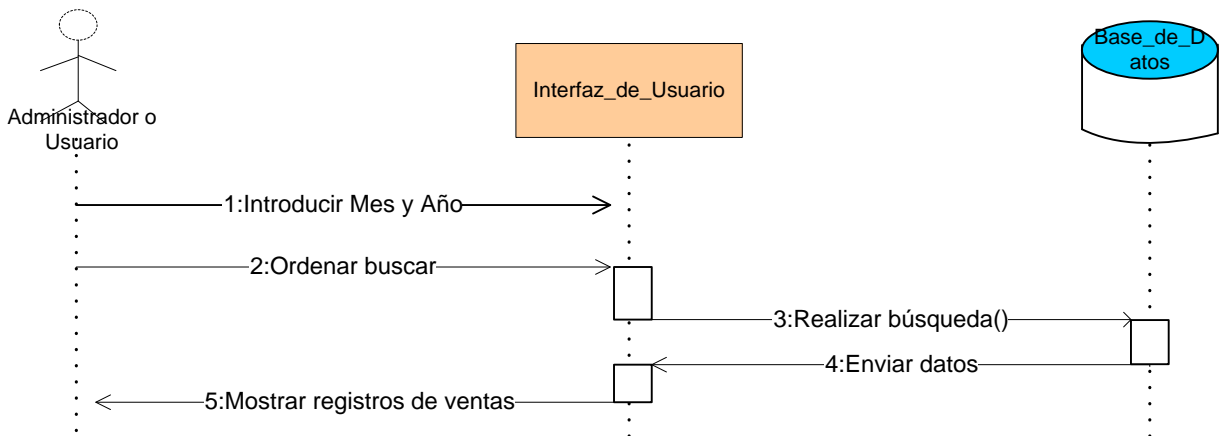 Administrador o
Usuario
Interfaz_de_Usuario
Base_de_D
atos
1:Introducir Mes y Año
2:Ordenar buscar
3:Realizar búsqueda()
4:Enviar datos
5:Mostrar registros de ventas